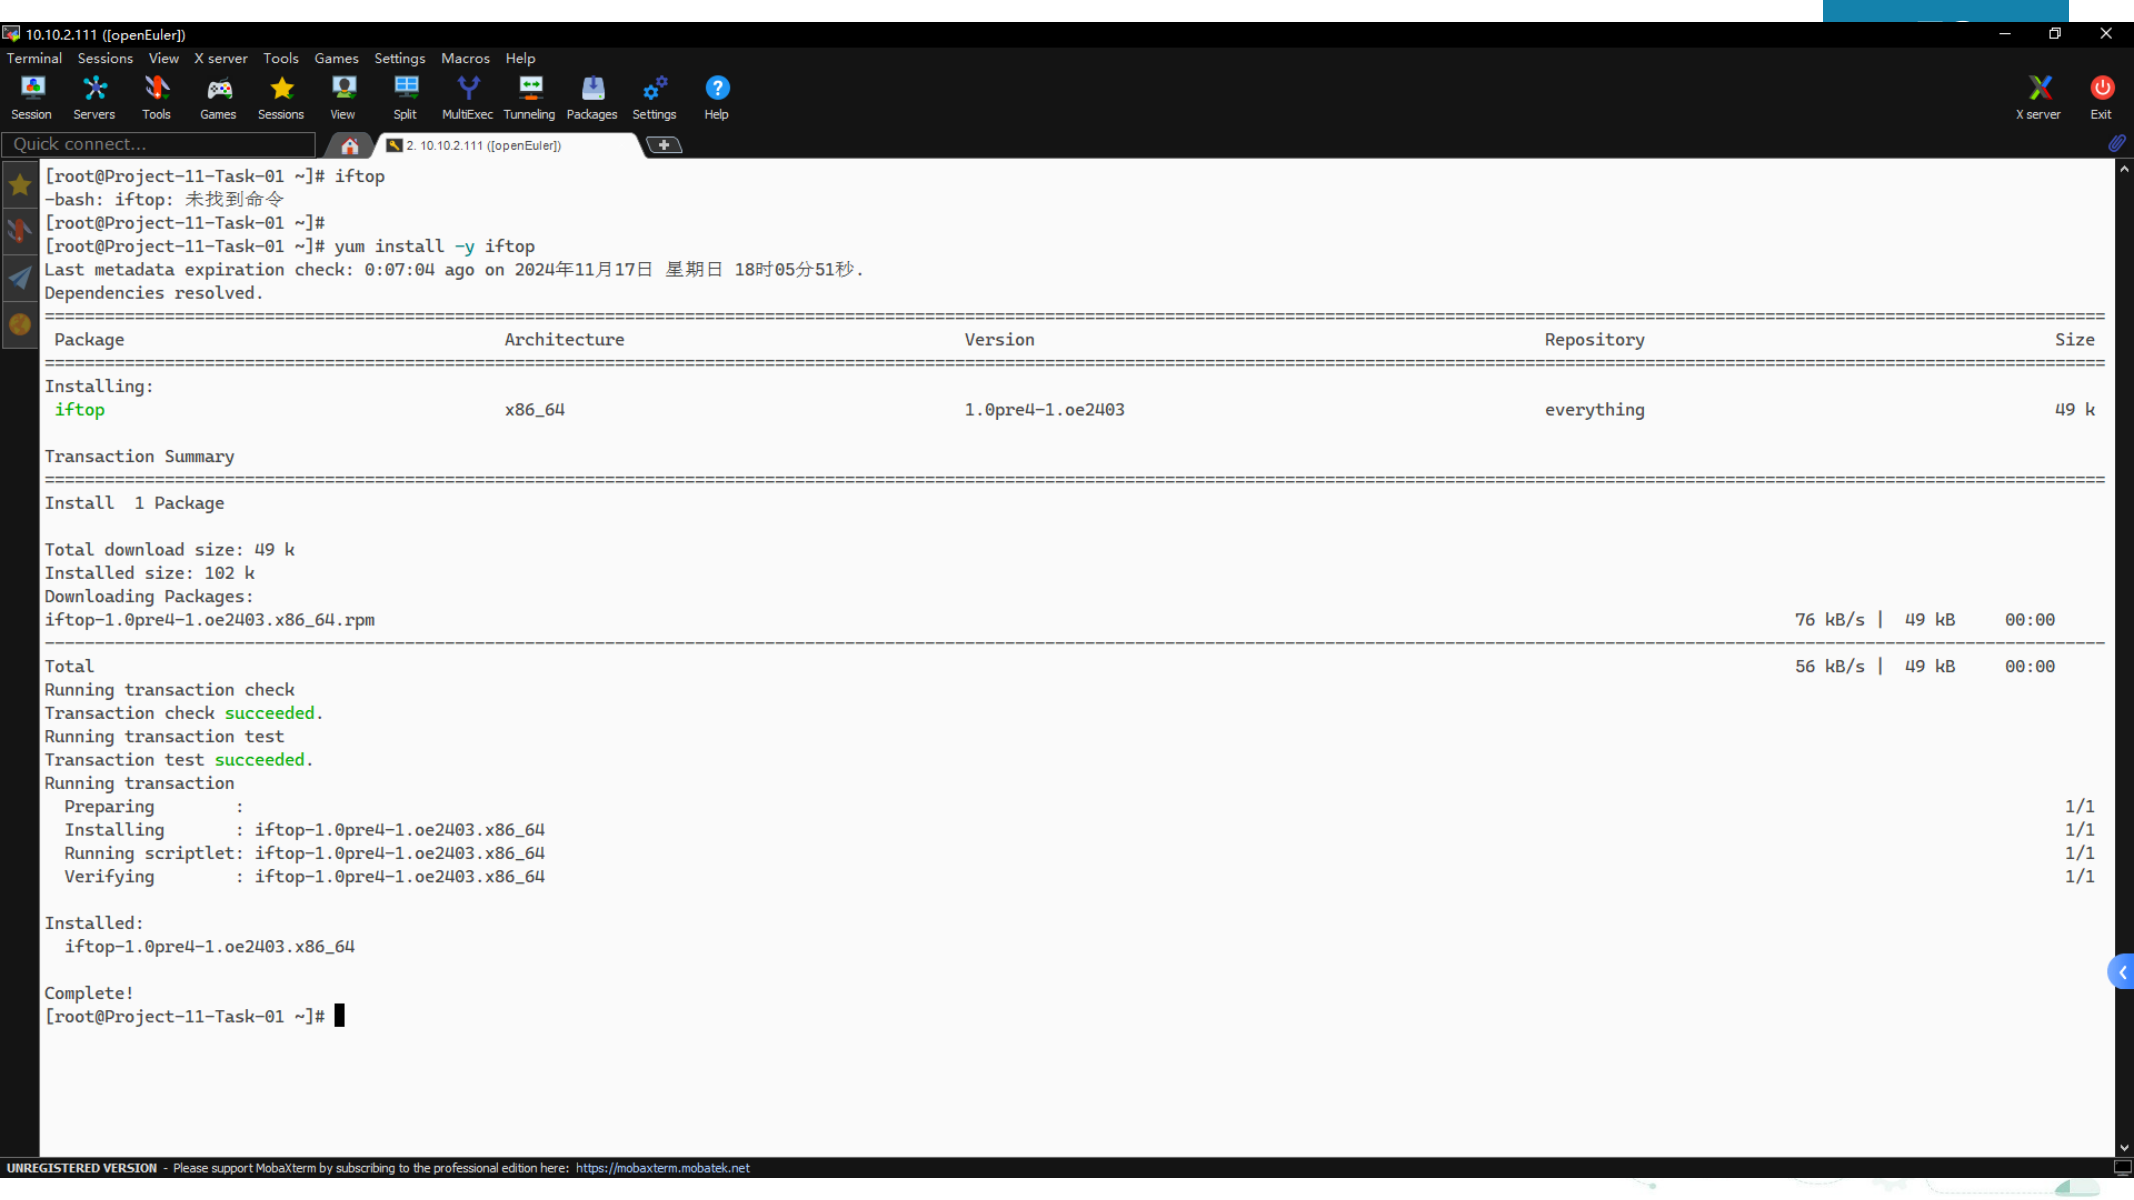 10.10.2.111 ([openEuler])
Terminal Sessions View X server Tools Games Settings Macros Help
Session Servers Tools Games Sessions View Split MultiExec Tunneling Packages Settings Help X server Exit
Quick connect... 2. 10.10.2.111 ([openEuler])
[root@Project-11-Task-01 ~]# iftop
-bash: iftop: 未找到命令
[root@Project-11-Task-01 ~]#
[root@Project-11-Task-01 ~]# yum install -y iftop
Last metadata expiration check: 0:07:04 ago on 2024年11月17日 星期日 18时05分51秒.
Dependencies resolved.
Package Architecture Version Repository Size
Installing:
iftop x86_64 1.0pre4-1.oe2403 everything 49 k
Transaction Summary
Install 1 Package
Total download size: 49 k
Installed size: 102 k
Downloading Packages:
iftop-1.0pre4-1.oe2403.x86_64.rpm 76 kB/s | 49 kB 00:00
Total 56 kB/s | 49 kB 00:00
Running transaction check
Transaction check succeeded.
Running transaction test
Transaction test succeeded.
Running transaction
Preparing : 1/1
Installing : iftop-1.0pre4-1.oe2403.x86_64 1/1
Running scriptlet: iftop-1.0pre4-1.oe2403.x86_64 1/1
Verifying : iftop-1.0pre4-1.oe2403.x86_64 1/1
Installed:
iftop-1.0pre4-1.oe2403.x86_64
Complete!
[root@Project-11-Task-01 ~]#
UNREGISTERED VERSION - Please support MobaXterm by subscribing to the professional edition here: https://mobaxterm.mobatek.net